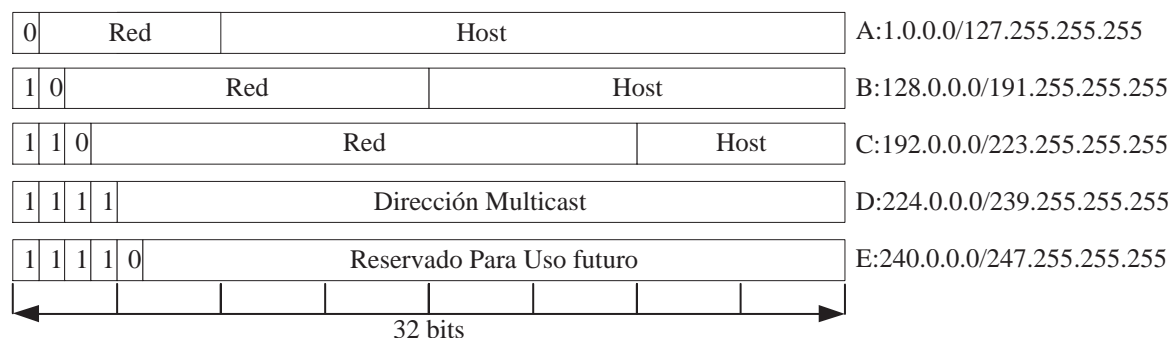 0 Red Host A:1.0.0.0/127.255.255.255
1 0 Red Host B:128.0.0.0/191.255.255.255
1 1 0 Red Host C:192.0.0.0/223.255.255.255
1 1 1 1 Dirección Multicast D:224.0.0.0/239.255.255.255
1 1 1 1 0 Reservado Para Uso futuro E:240.0.0.0/247.255.255.255
32 bits